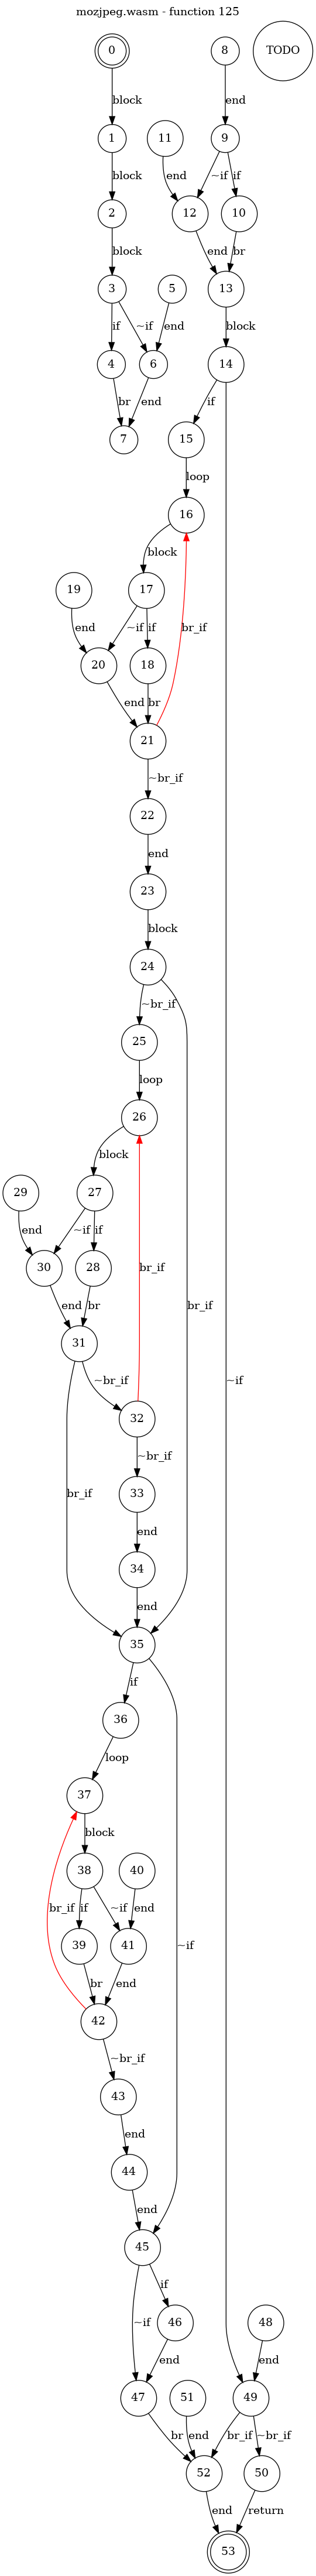 mozjpeg.wasm - function 125
0
8
TODO
block
end
1
11
9
block
end
~if
if
2
12
10
block
end
br
3
5
13
if
~if
end
block
4
6
14
br
end
if
7
15
loop
16
block
19
17
br_if
end
~if
if
20
18
end
br
21
~br_if
22
end
23
block
24
~br_if
25
loop
26
block
29
27
end
~if
if
br_if
30
28
end
br
br_if
31
~br_if
~if
32
br_if
~br_if
33
end
34
end
35
if
36
loop
37
block
38
40
br_if
if
~if
end
39
41
~if
br
end
42
~br_if
43
end
44
end
45
if
46
48
~if
end
end
47
51
49
br
end
br_if
~br_if
52
50
end
return
53